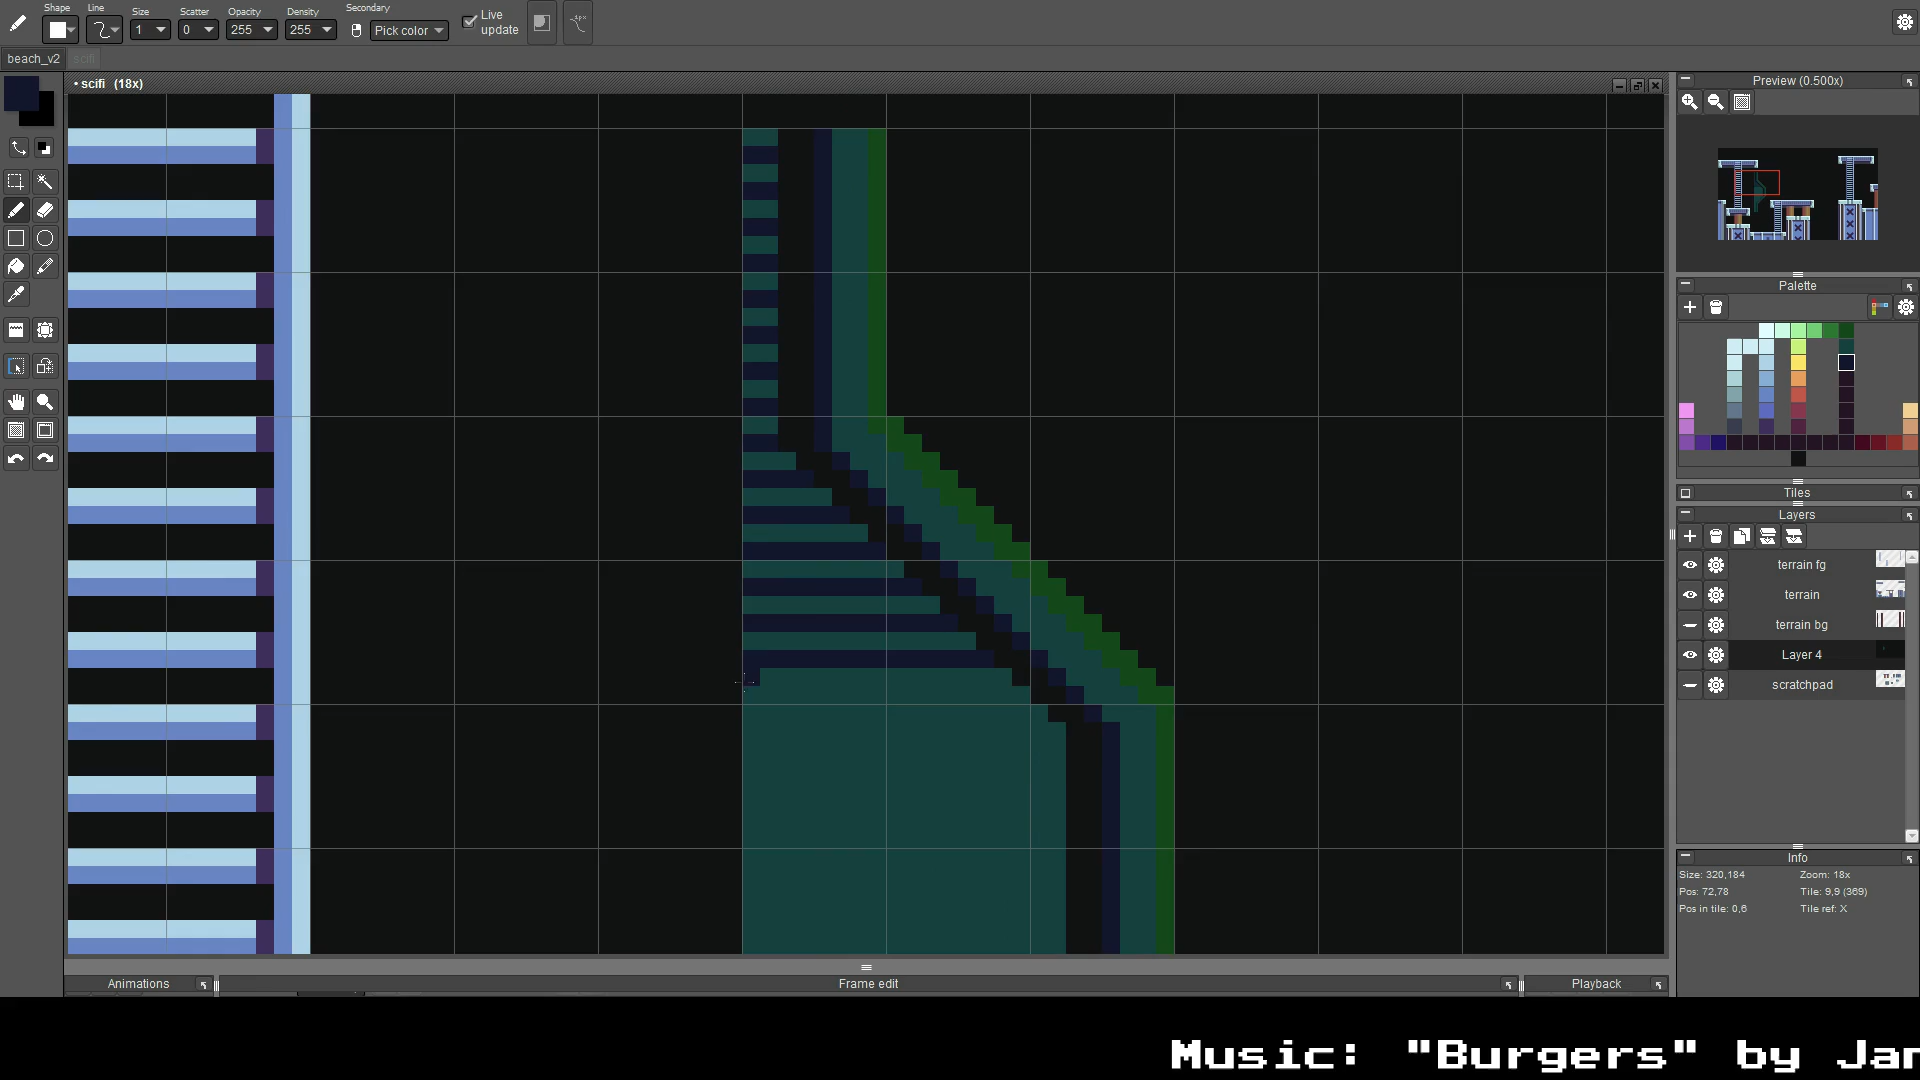 Shape Line Size Scatter Opacity Density Secondary
1 0 255 255 Pick color Live update
beach_v2 scifi
• scifi (18x)
Preview (0.500x)
Palette
Tiles
Layers
terrain fg
terrain
terrain bg
Layer 4
scratchpad
Info
Size: 320,184 Zoom: 18x
Pos: 72,78 Tile: 9,9 (369)
Pos in tile: 0,6 Tile ref: X
Animations Frame edit Playback
Music: "Burgers" by Jan